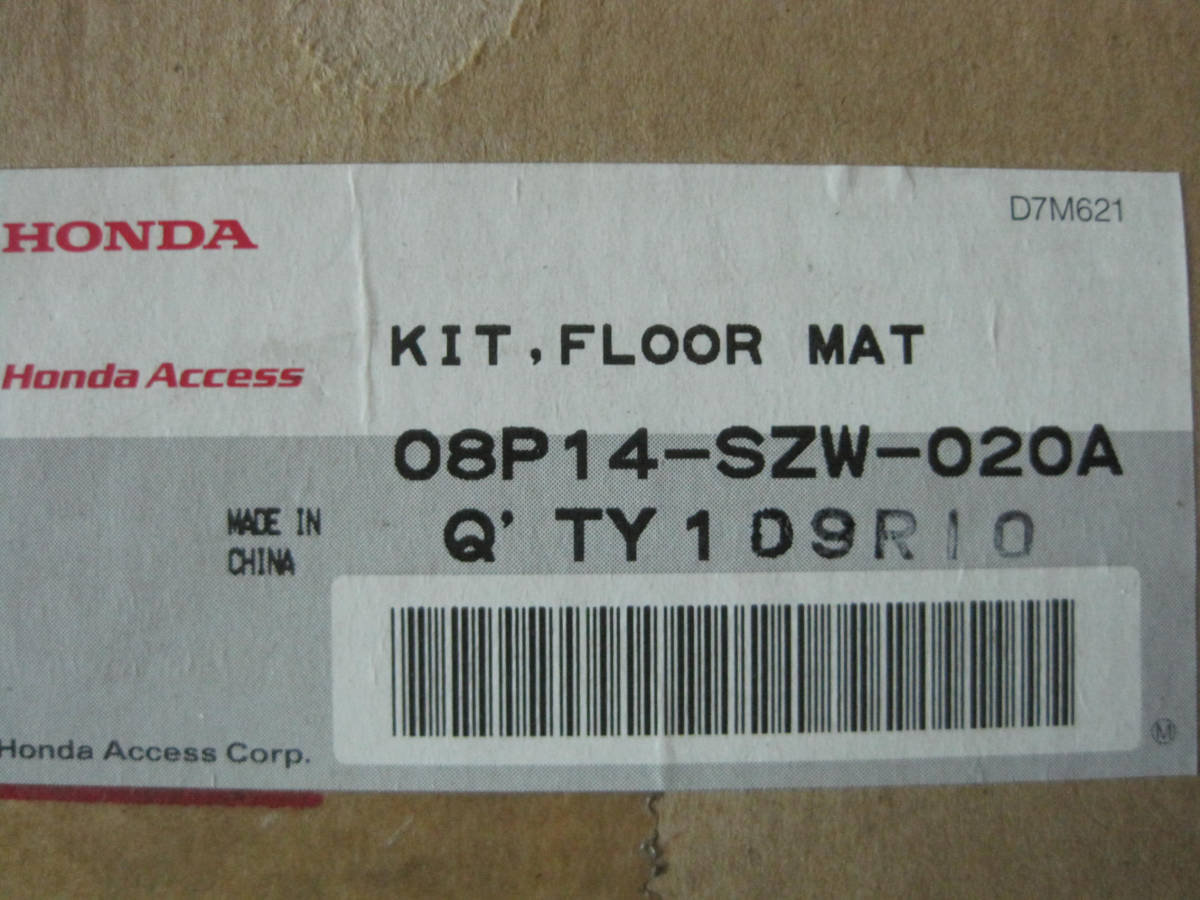 D7M621
HONDA
KIT,FLOOR MAT
Honda Access
08P14-SZW-020A
MADE IN
CHINA
Q'TY 1 D9R10
Honda Access Corp.
M